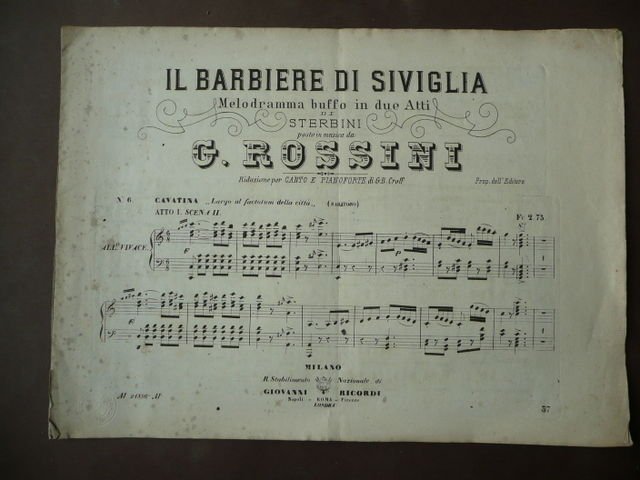 IL BARBIERE DI SIVIGLIA
Melodramma buffo in due Atti
DI
STERBINI
posto in musica da
G. ROSSINI
Riduzione per CANTO E PIANOFORTE di G.B. Croff
Prop. dell' Editore
N.° 6. CAVATINA „Largo al factotum della città„ (BARITONO)
ATTO I. SCENA II.
Fr 2.75
ALL.° VIVACE.
MILANO
R. Stabilimento Nazionale di
GIOVANNI RICORDI
Napoli - ROMA - Firenze
LONDRA
37